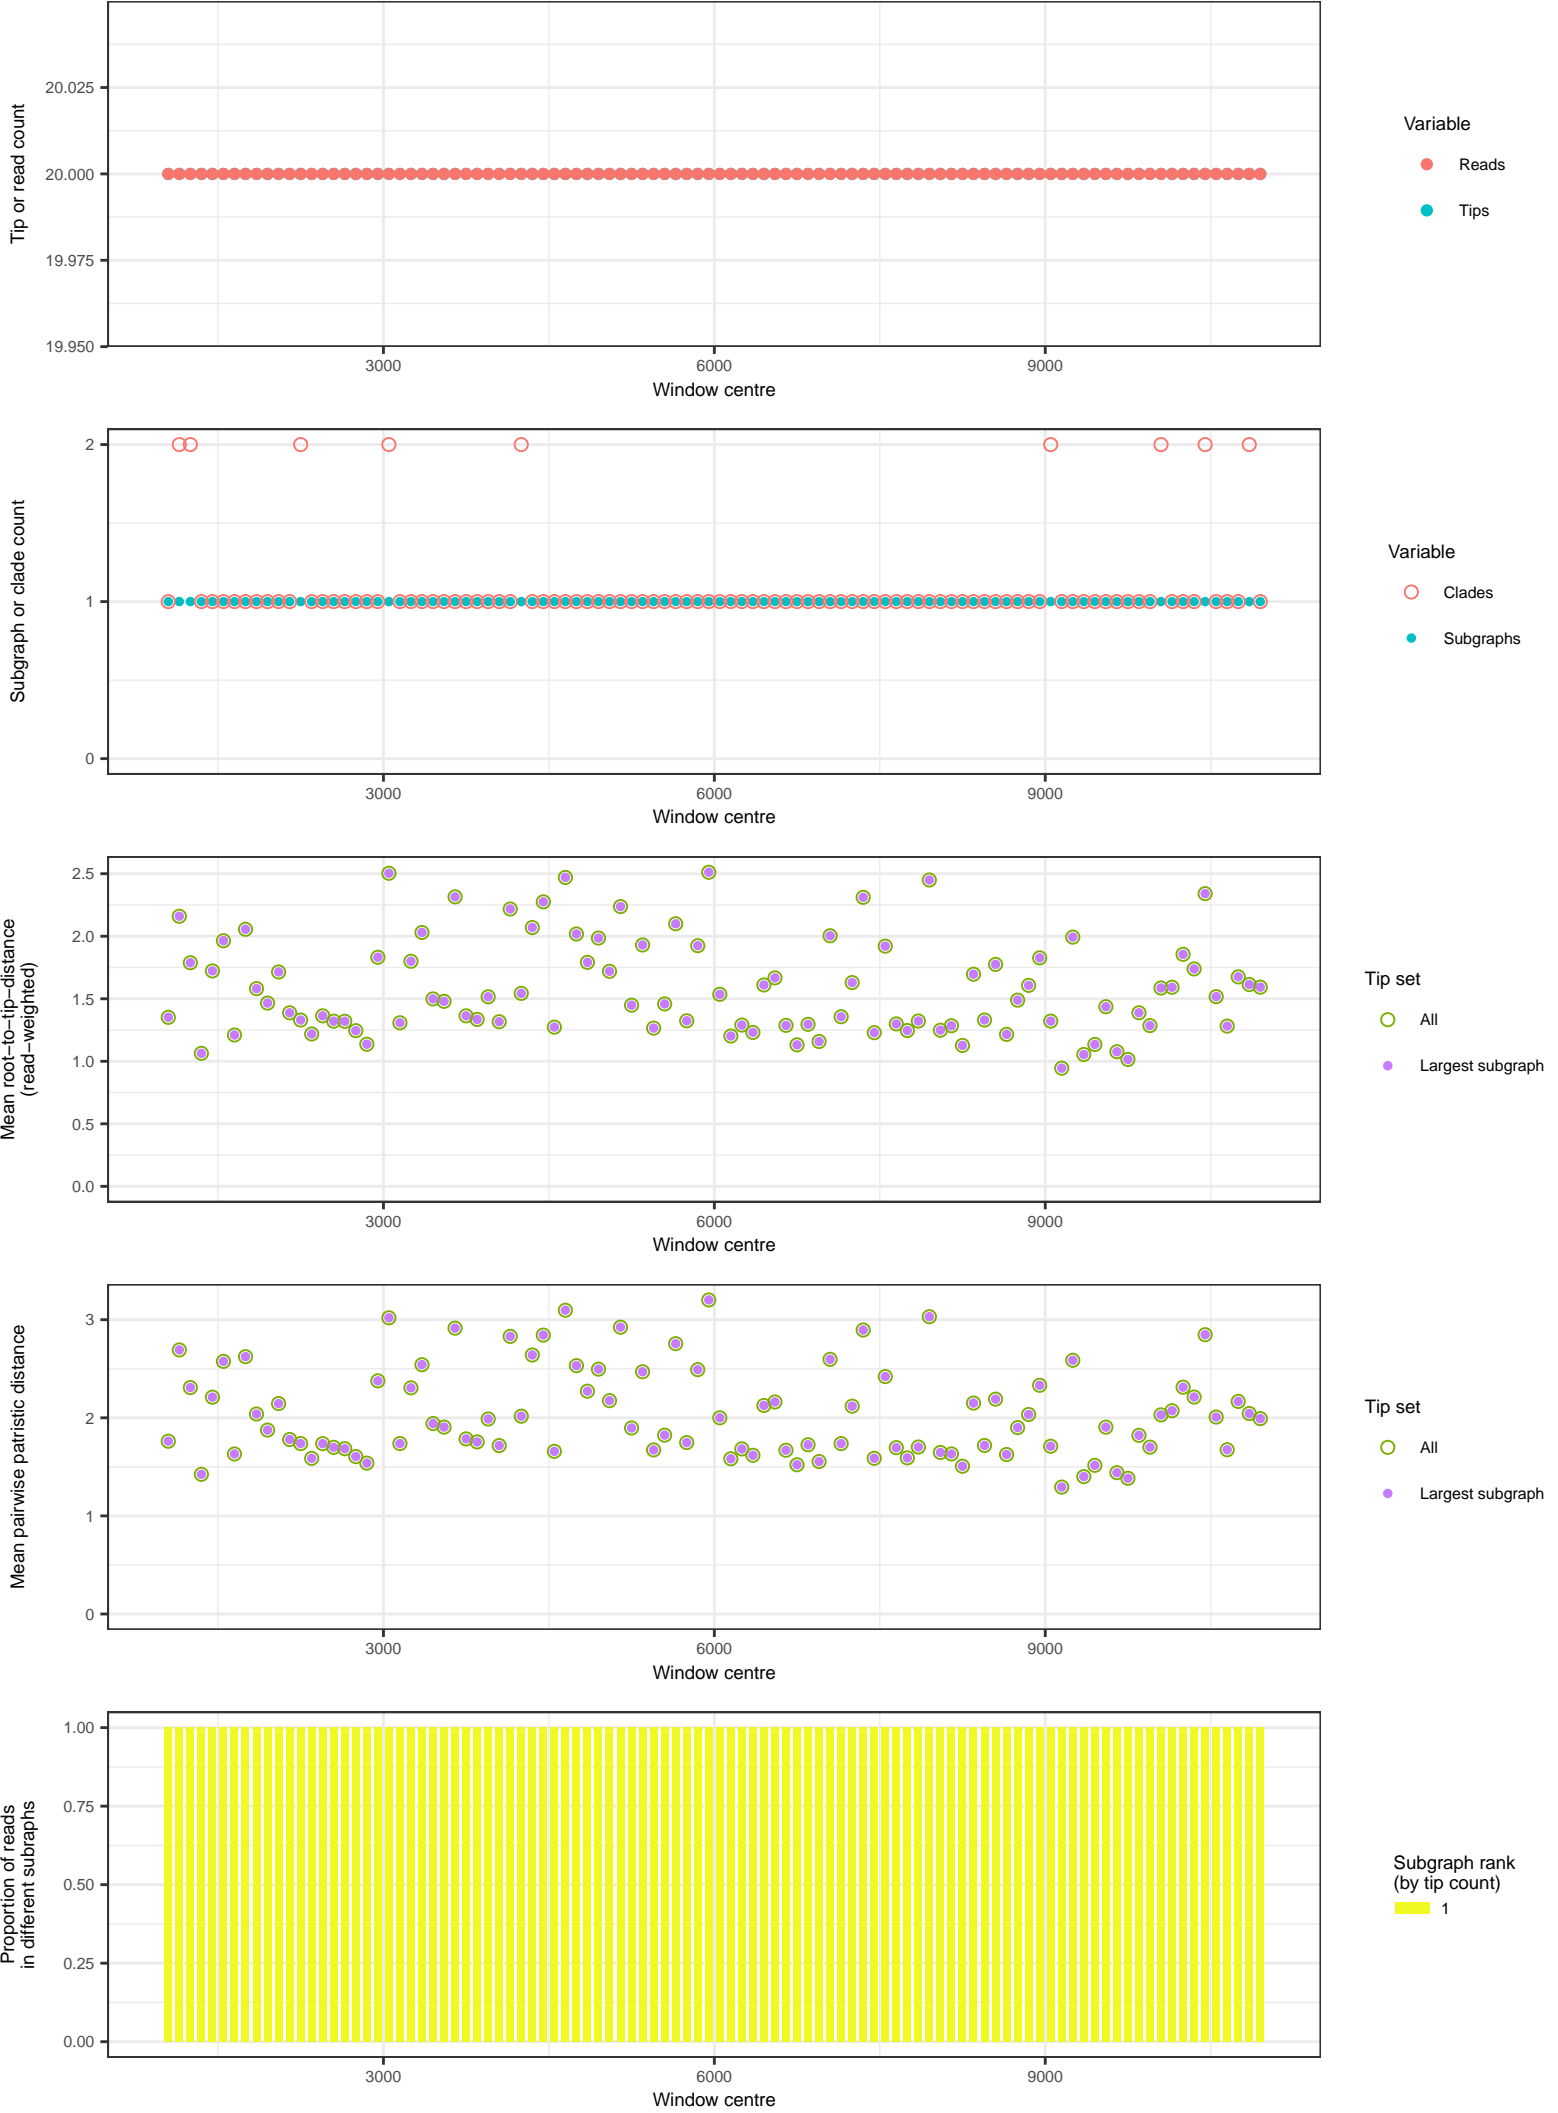 Tip or read count
20.025
20.000
19.975
19.950
3000
6000
9000
Window centre
Variable
Reads
Tips
Subgraph or clade count
2
1
0
3000
6000
9000
Window centre
Variable
Clades
Subgraphs
Mean root−to−tip−distance
(read−weighted)
2.5
2.0
1.5
1.0
0.5
0.0
3000
6000
9000
Window centre
Tip set
All
Largest subgraph
Mean pairwise patristic distance
3
2
1
0
3000
6000
9000
Window centre
Tip set
All
Largest subgraph
Proportion of reads
in different subraphs
1.00
0.75
0.50
0.25
0.00
3000
6000
9000
Window centre
Subgraph rank
(by tip count)
1